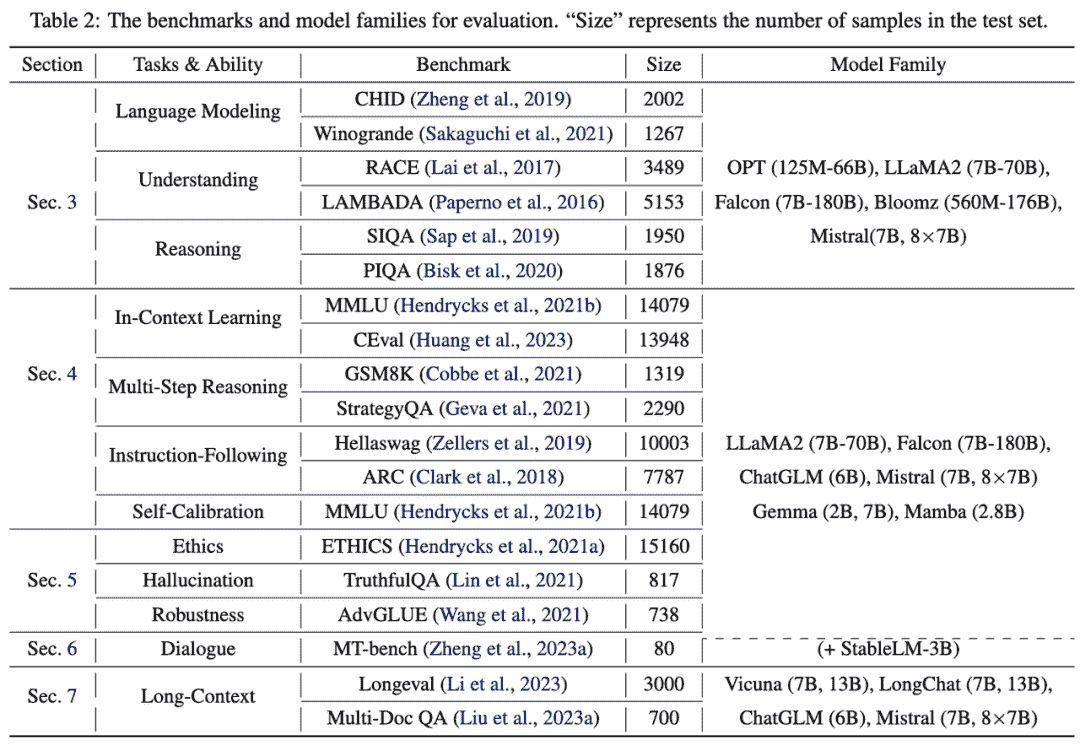 Table 2: The benchmarks and model families for evaluation. “Size” represents the number of samples in the test set.
Section Tasks & Ability Benchmark Size Model Family
Sec. 3
Language Modeling
CHID (Zheng et al., 2019) 2002
Winogrande (Sakaguchi et al., 2021) 1267
Understanding
RACE (Lai et al., 2017) 3489
LAMBADA (Paperno et al., 2016) 5153
Reasoning
SIQA (Sap et al., 2019) 1950
PIQA (Bisk et al., 2020) 1876
OPT (125M-66B), LLaMA2 (7B-70B),
Falcon (7B-180B), Bloomz (560M-176B),
Mistral(7B, 8×7B)
Sec. 4
In-Context Learning
MMLU (Hendrycks et al., 2021b) 14079
CEval (Huang et al., 2023) 13948
Multi-Step Reasoning
GSM8K (Cobbe et al., 2021) 1319
StrategyQA (Geva et al., 2021) 2290
Instruction-Following
Hellaswag (Zellers et al., 2019) 10003
ARC (Clark et al., 2018) 7787
Self-Calibration MMLU (Hendrycks et al., 2021b) 14079
Sec. 5
Ethics ETHICS (Hendrycks et al., 2021a) 15160
Hallucination TruthfulQA (Lin et al., 2021) 817
Robustness AdvGLUE (Wang et al., 2021) 738
LLaMA2 (7B-70B), Falcon (7B-180B),
ChatGLM (6B), Mistral (7B, 8×7B)
Gemma (2B, 7B), Mamba (2.8B)
Sec. 6 Dialogue MT-bench (Zheng et al., 2023a) 80 (+ StableLM-3B)
Sec. 7
Long-Context
Longeval (Li et al., 2023) 3000
Multi-Doc QA (Liu et al., 2023a) 700
Vicuna (7B, 13B), LongChat (7B, 13B),
ChatGLM (6B), Mistral (7B, 8×7B)